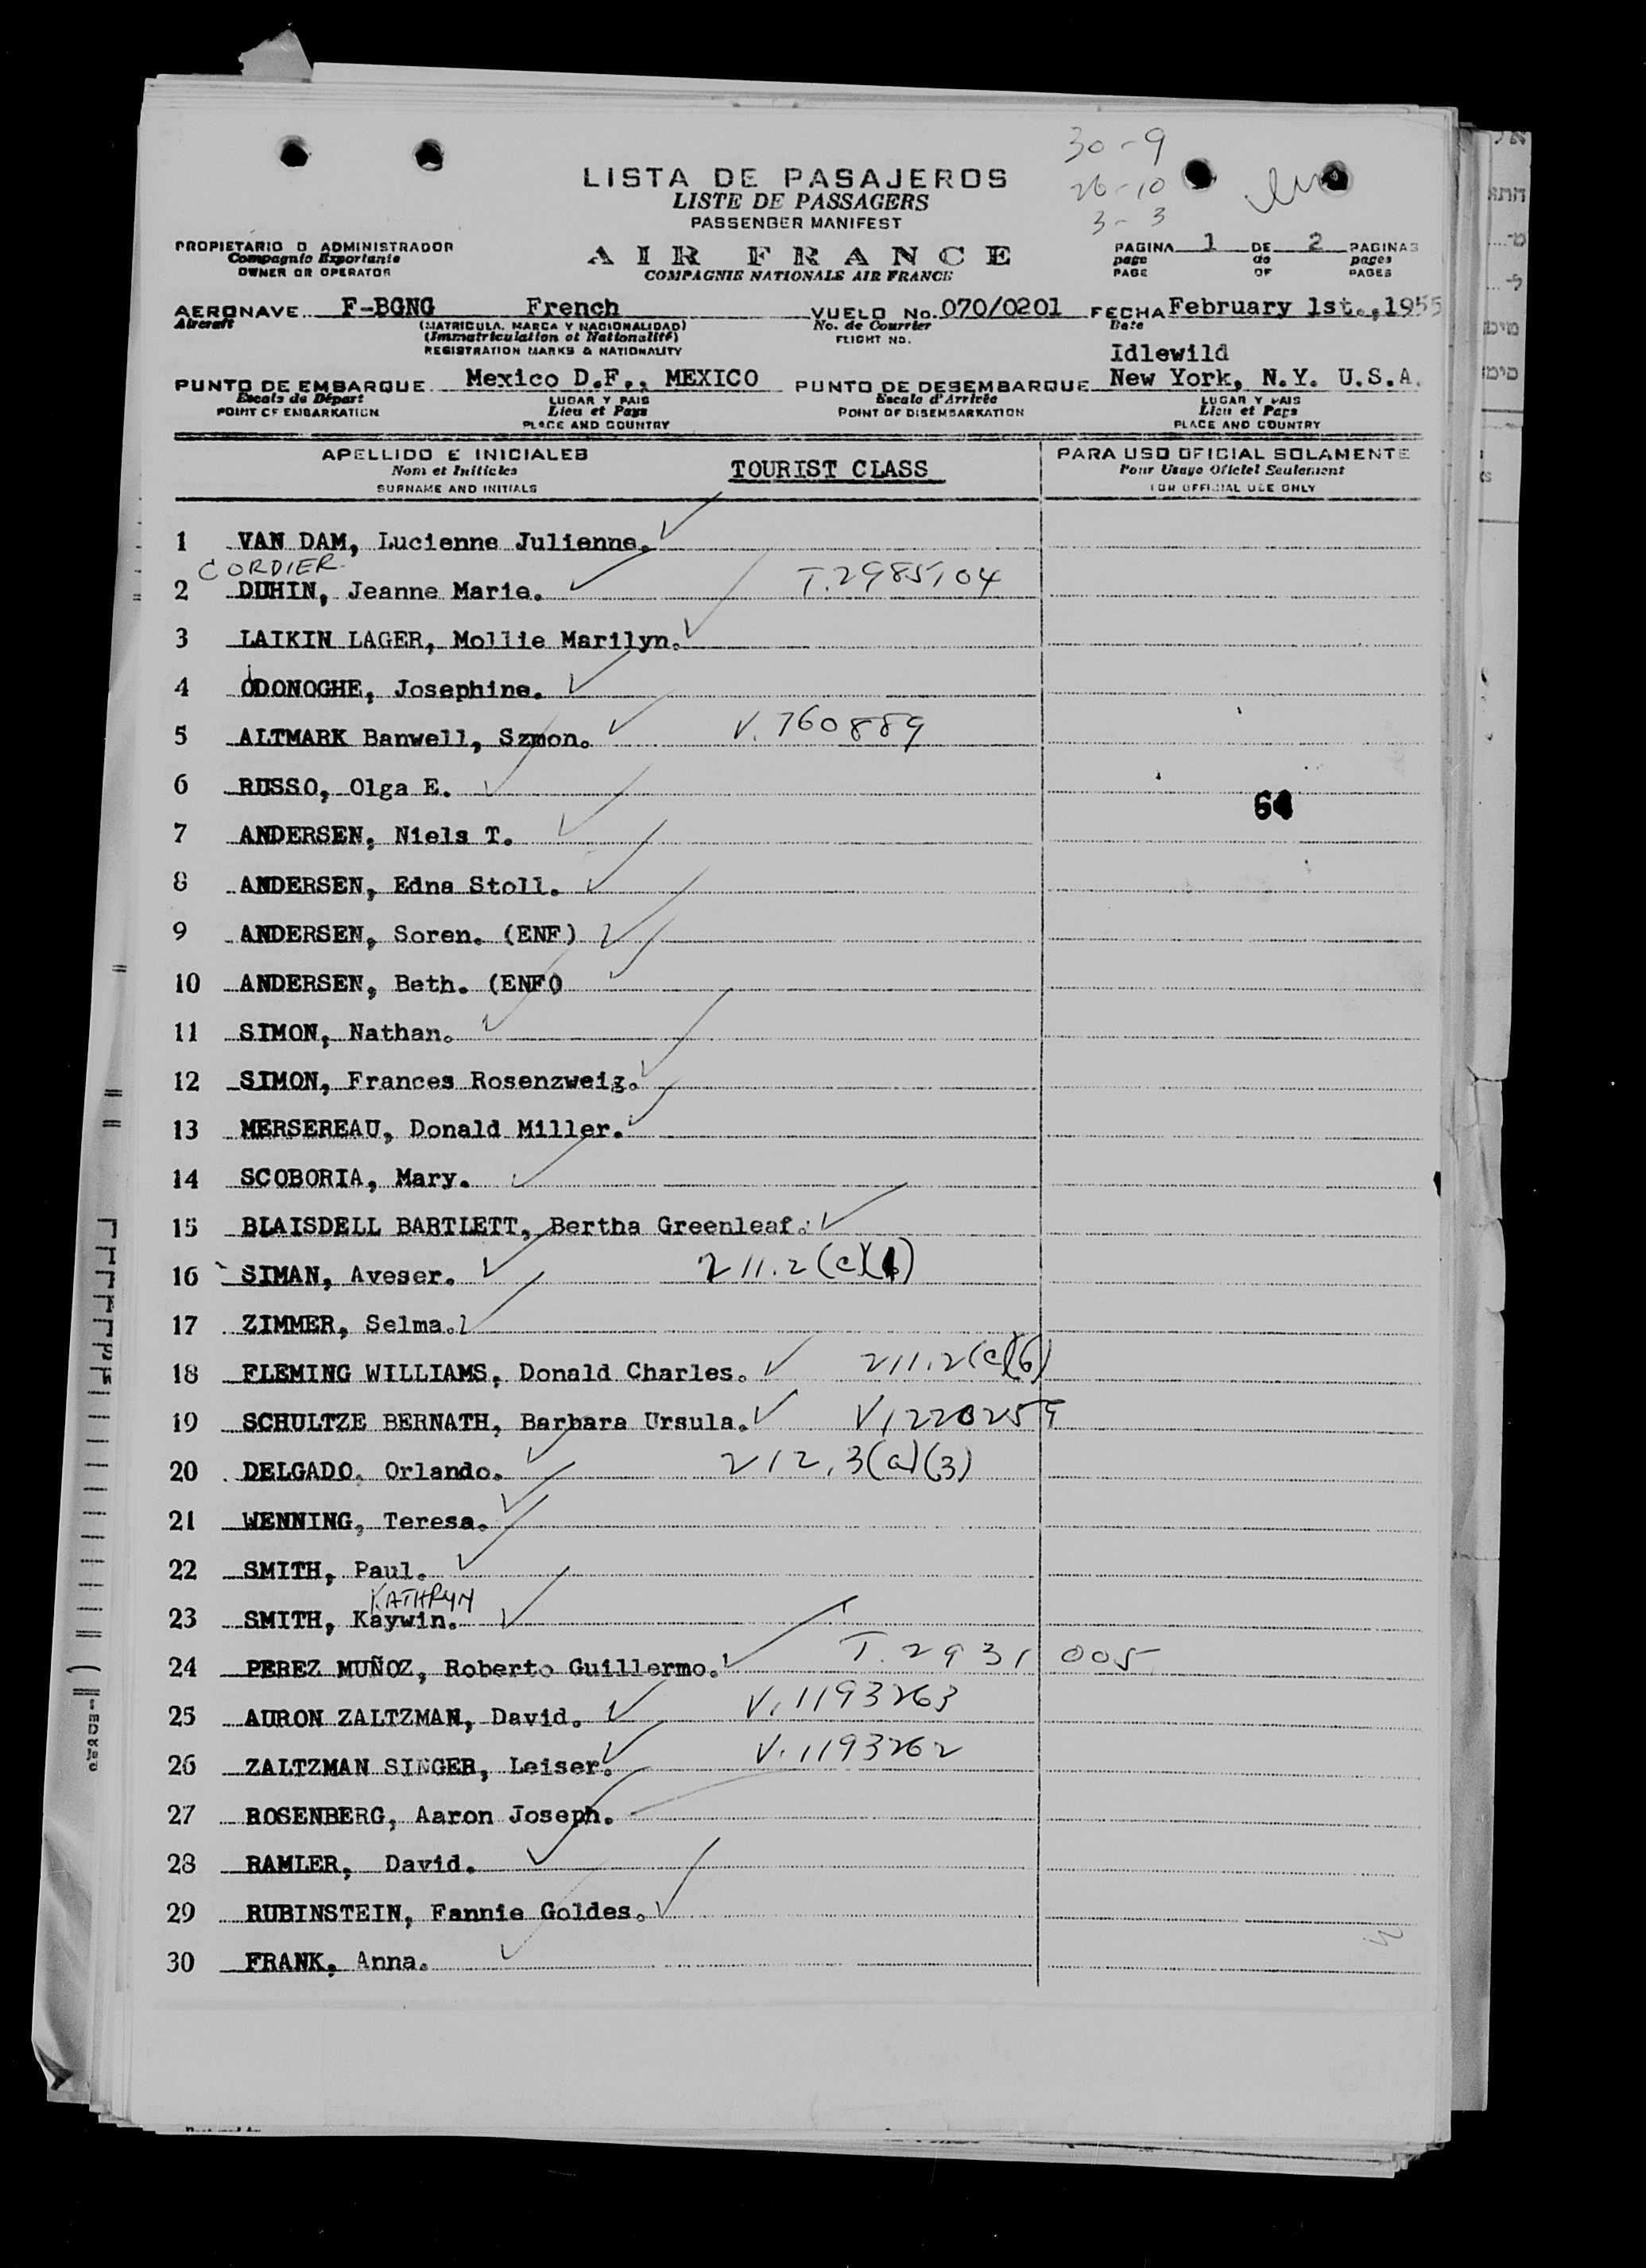 30-9
26-10
3-3
LISTA DE PASAJEROS
LISTE DE PASSAGERS
PASSENGER MANIFEST
PROPIETARIO O ADMINISTRADOR
Compagnie Exportante
OWNER OR OPERATOR
AIR FRANCE
COMPAGNIE NATIONALE AIR FRANCE
PAGINA 1 DE 2 PAGINAS
page de pages
PAGE OF PAGES
AERONAVE F-BGNG French VUELO No. 070/0201 FECHA February 1st.,1955
Aircraft (MATRICULA, MARCA Y NACIONALIDAD) No. de Courrier Date
(Immatriculation et Nationalité) FLIGHT NO.
REGISTRATION MARKS & NATIONALITY
Idlewild
PUNTO DE EMBARQUE Mexico D.F., MEXICO PUNTO DE DESEMBARQUE New York, N.Y. U.S.A.
Escale de Départ LUGAR Y PAIS Escale d'Arrivée LUGAR Y PAIS
POINT OF EMBARKATION Lieu et Pays POINT OF DISEMBARKATION Lieu et Pays
PLACE AND COUNTRY PLACE AND COUNTRY
APELLIDO E INICIALES TOURIST CLASS PARA USO OFICIAL SOLAMENTE
Nom et Initiales Pour Usage Officiel Seulement
SURNAME AND INITIALS FOR OFFICIAL USE ONLY
1 VAN DAM, Lucienne Julienne.
CORDIER
2 DUHIN, Jeanne Marie. T.2985104
3 LAIKIN LAGER, Mollie Marilyn.
4 ODONOGHE, Josephine.
5 ALTMARK Banwell, Szmon. V.760889
6 RUSSO, Olga E.
64
7 ANDERSEN, Niels T.
8 ANDERSEN, Edna Stoll.
9 ANDERSEN, Soren. (ENF)
10 ANDERSEN, Beth. (ENF()
11 SIMON, Nathan.
12 SIMON, Frances Rosenzweig.
13 MERSEREAU, Donald Miller.
14 SCOBORIA, Mary.
15 BLAISDELL BARTLETT, Bertha Greenleaf.
16 SIMAN, Aveser. 211.2(c)(1)
17 ZIMMER, Selma.
18 FLEMING WILLIAMS, Donald Charles. 211.2(c)(6)
19 SCHULTZE BERNATH, Barbara Ursula. V1220259
20 DELGADO, Orlando. 212.3(a)(3)
21 WENNING, Teresa.
22 SMITH, Paul.
KATHRYN
23 SMITH, Kaywin.
24 PEREZ MUÑOZ, Roberto Guillermo. T.2931005
25 AURON ZALTZMAN, David. V.1193263
26 ZALTZMAN SINGER, Leiser. V.1193262
27 ROSENBERG, Aaron Joseph.
28 RAMLER, David.
29 RUBINSTEIN, Fannie Goldes.
30 FRANK, Anna.